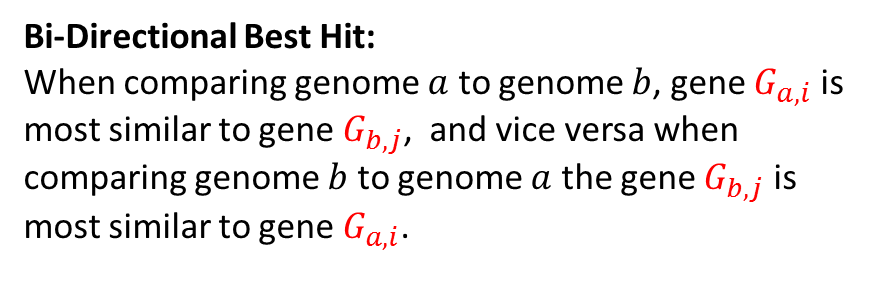 Bi-Directional Best Hit:
When comparing genome a to genome b, gene G_{a,i} is
most similar to gene G_{b,j}, and vice versa when
comparing genome b to genome a the gene G_{b,j} is
most similar to gene G_{a,i}.